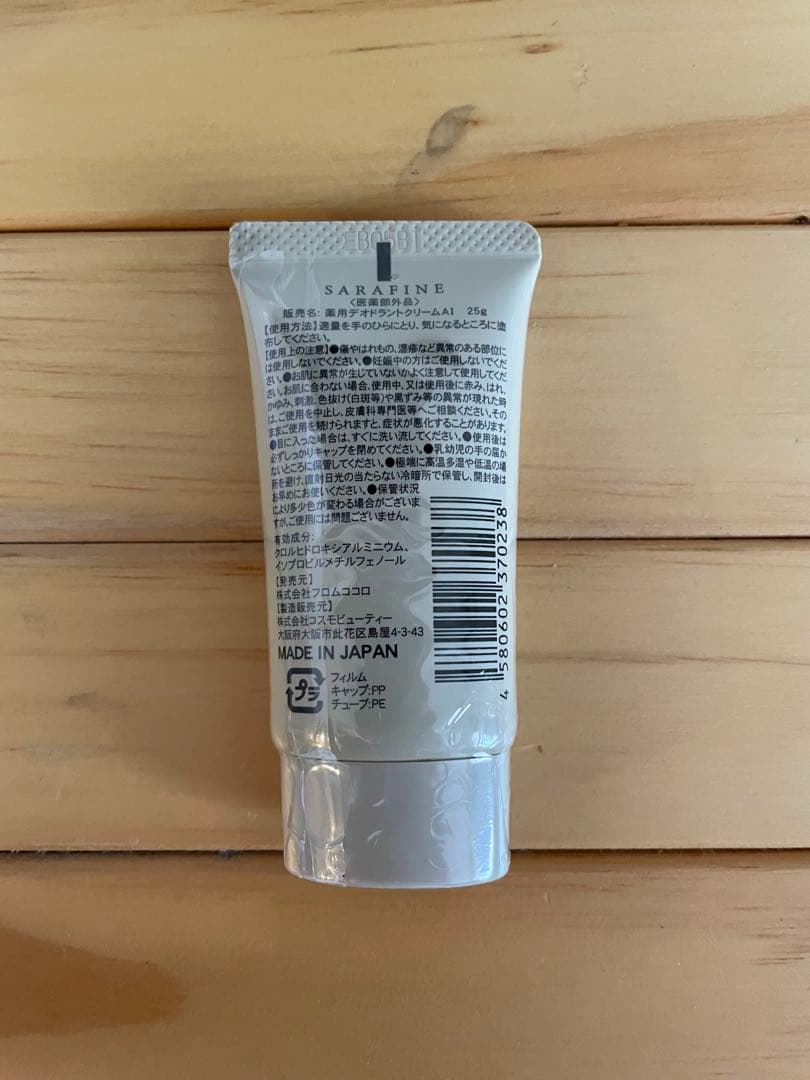 EB05B1
SARAFINE
〈医薬部外品〉
販売名: 薬用デオドラントクリームAI 25g
【使用方法】適量を手のひらにとり、気になるところに塗
布してください。
【使用上の注意】●傷やはれもの、湿疹など異常のある部位に
は使用しないでください。●妊娠中の方はご使用しないでくだ
さい。●お肌に異常が生じていないかよく注意して使用してくだ
さい。お肌に合わない場合、使用中、又は使用後に赤み、はれ、
かゆみ、刺激、色抜け(白斑等)や黒ずみ等の異常が現れた時
は、ご使用を中止し、皮膚科専門医等へご相談ください。その
ままご使用を続けられますと、症状が悪化することがあります。
●目に入った場合は、すぐに洗い流してください。●使用後は
必ずしっかりキャップを閉めてください。●乳幼児の手の届か
ないところに保管してください。●極端に高温多湿や低温の場
所を避け、直射日光の当たらない冷暗所で保管し、開封後は
お早めにお使いください。●保管状況
により多少色が変わる場合がございま
すが、ご使用には問題ございません。
有効成分:
クロルヒドロキシアルミニウム、
イソプロピルメチルフェノール
【発売元】
株式会社フロムココロ
【製造販売元】
株式会社コスモビューティー
大阪府大阪市此花区島屋4-3-43
MADE IN JAPAN
プラ
フィルム
キャップ:PP
チューブ:PE
4 580602 370238